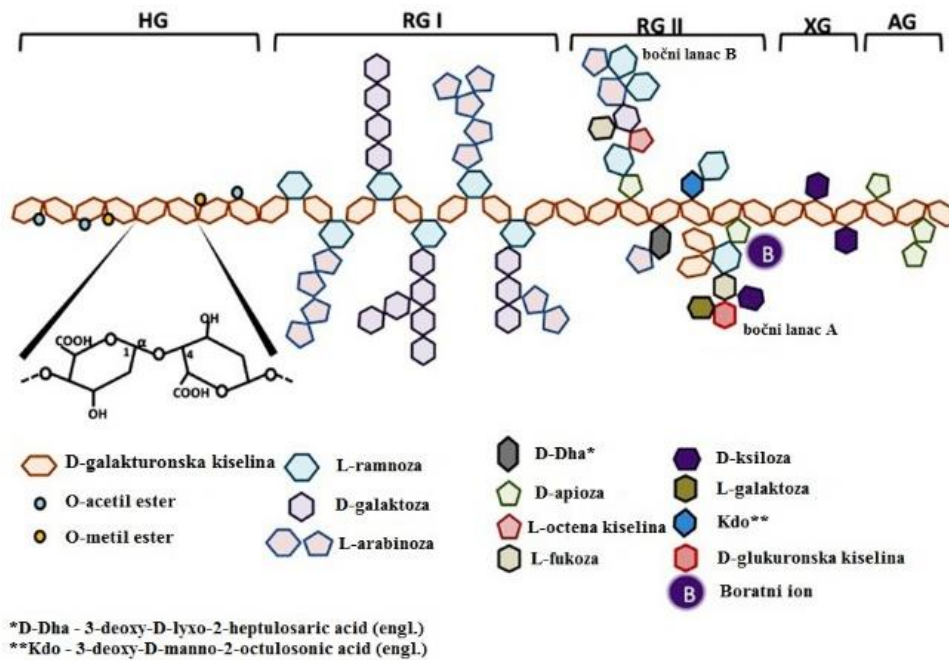 HG RG I RG II XG AG
bočni lanac B
B
bočni lanac A
COOH 1 α O 4 OH
O O O
OH COOH O
D-galakturonska kiselina
O-acetil ester
O-metil ester
L-ramnoza
D-galaktoza
L-arabinoza
D-Dha*
D-apioza
L-octena kiselina
L-fukoza
D-ksiloza
L-galaktoza
Kdo**
D-glukuronska kiselina
B Boratni ion
*D-Dha - 3-deoxy-D-lyxo-2-heptulosaric acid (engl.)
**Kdo - 3-deoxy-D-manno-2-octulosonic acid (engl.)